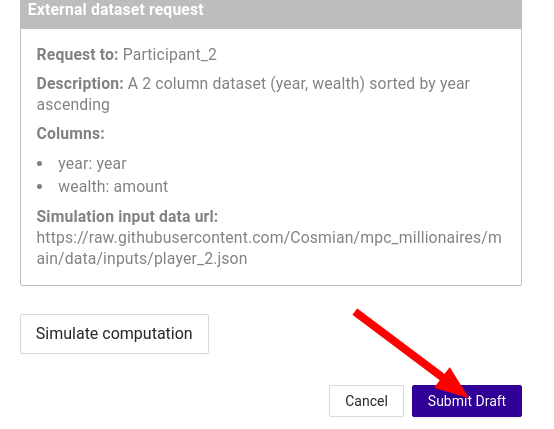 External dataset request
Request to: Participant_2
Description: A 2 column dataset (year, wealth) sorted by year
ascending
Columns:
• year: year
• wealth: amount
Simulation input data url:
https://raw.githubusercontent.com/Cosmian/mpc_millionaires/m
ain/data/inputs/player_2.json
Simulate computation
Cancel
Submit Draft